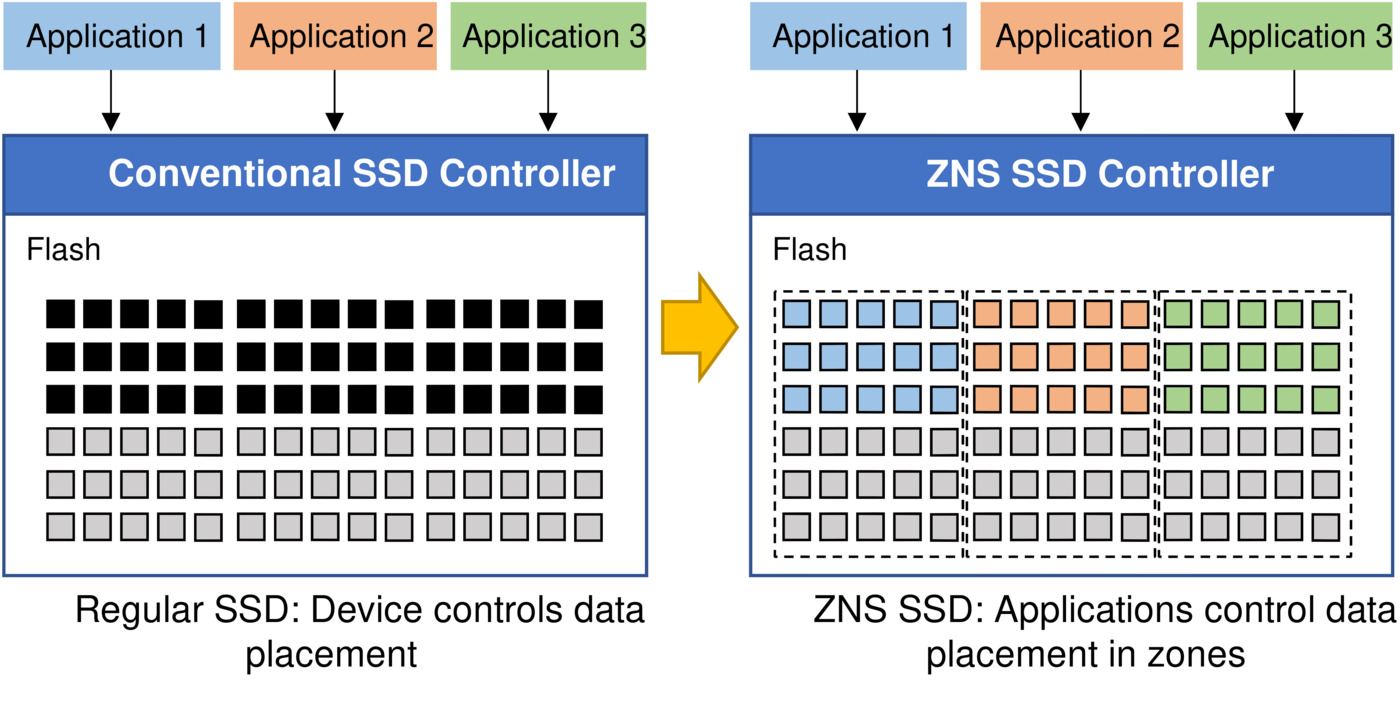 Application 1
Application 2
Application 3
Conventional SSD Controller
Flash
Regular SSD: Device controls data
placement
Application 1
Application 2
Application 3
ZNS SSD Controller
Flash
ZNS SSD: Applications control data
placement in zones